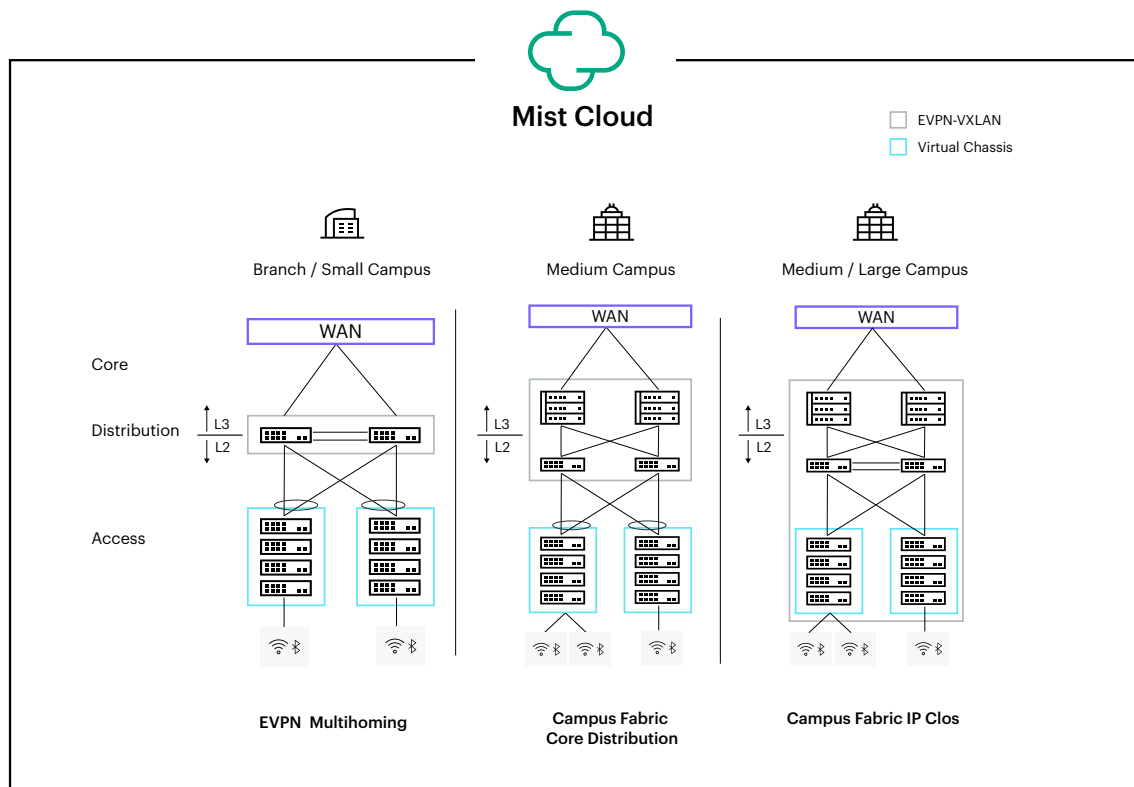 Mist Cloud
EVPN-VXLAN
Virtual Chassis
Branch / Small Campus
Medium Campus
Medium / Large Campus
WAN
WAN
WAN
Core
Distribution
Access
L3
L2
L3
L2
L3
L2
EVPN Multihoming
Campus Fabric
Core Distribution
Campus Fabric IP Clos